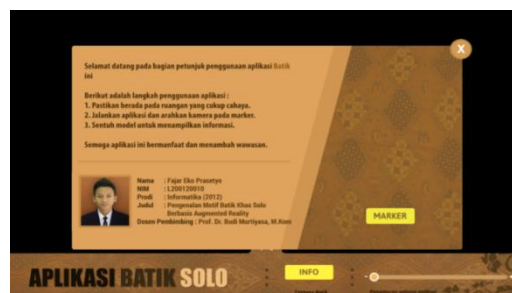 X
Selamat datang pada bagian petunjuk penggunaan aplikasi Batik
ini
Berikut adalah langkah penggunaan aplikasi :
1. Pastikan berada pada ruangan yang cukup cahaya.
2. Jalankan aplikasi dan arahkan kamera pada marker.
3. Sentuh model untuk menampilkan informasi.
Semoga aplikasi ini bermanfaat dan menambah wawasan.
Nama : Fajar Eko Prasetyo
NIM : L200120010
Prodi : Informatika (2012)
Judul : Pengenalan Motif Batik Khas Solo
Berbasis Augmented Reality
Dosen Pembimbing : Prof. Dr. Budi Murtiyasa, M.Kom
MARKER
APLIKASI BATIK SOLO
INFO